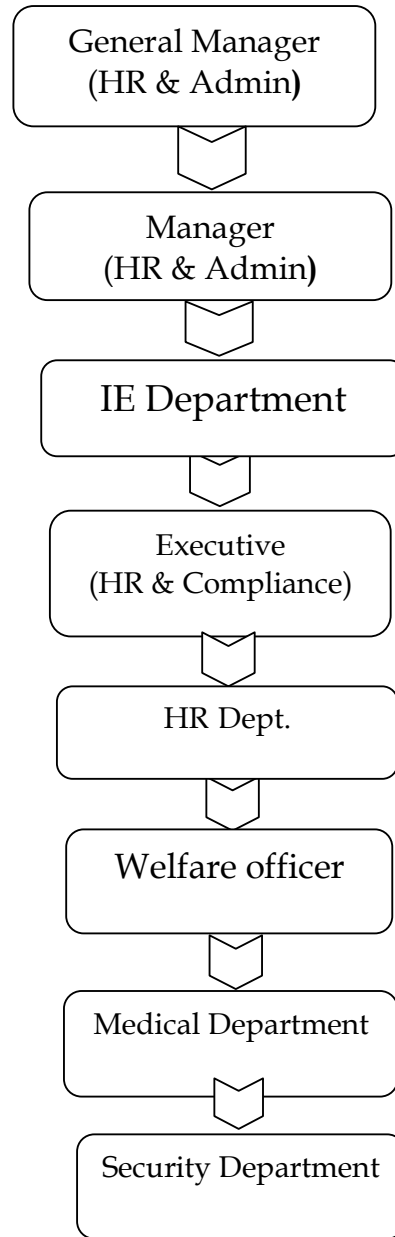 General Manager
(HR & Admin)
Manager
(HR & Admin)
IE Department
Executive
(HR & Compliance)
HR Dept.
Welfare officer
Medical Department
Security Department